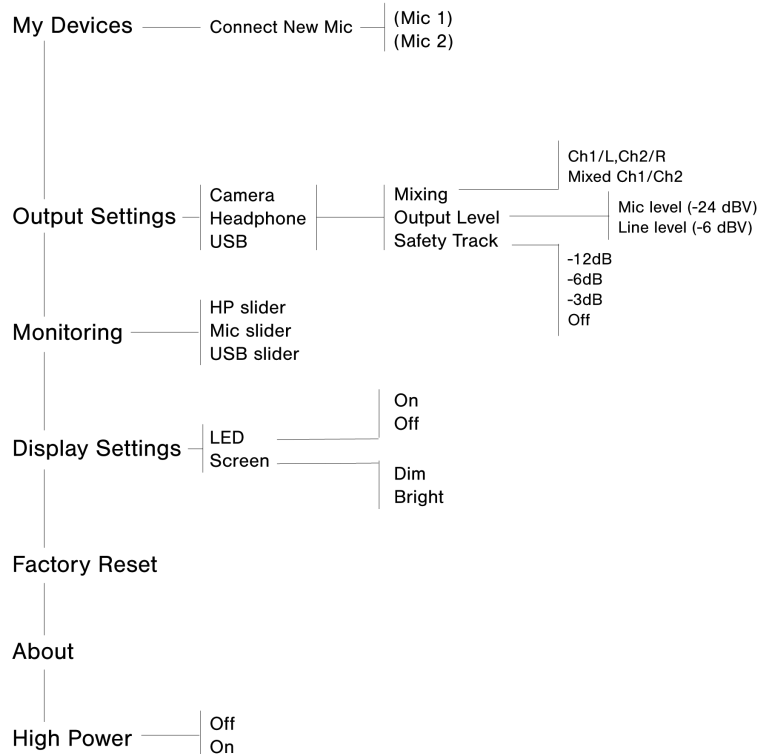 My Devices
Connect New Mic
(Mic 1)
(Mic 2)
Output Settings
Camera
Headphone
USB
Mixing
Output Level
Safety Track
Ch1/L,Ch2/R
Mixed Ch1/Ch2
Mic level (-24 dBV)
Line level (-6 dBV)
-12dB
-6dB
-3dB
Off
Monitoring
HP slider
Mic slider
USB slider
Display Settings
LED
Screen
On
Off
Dim
Bright
Factory Reset
About
High Power
Off
On